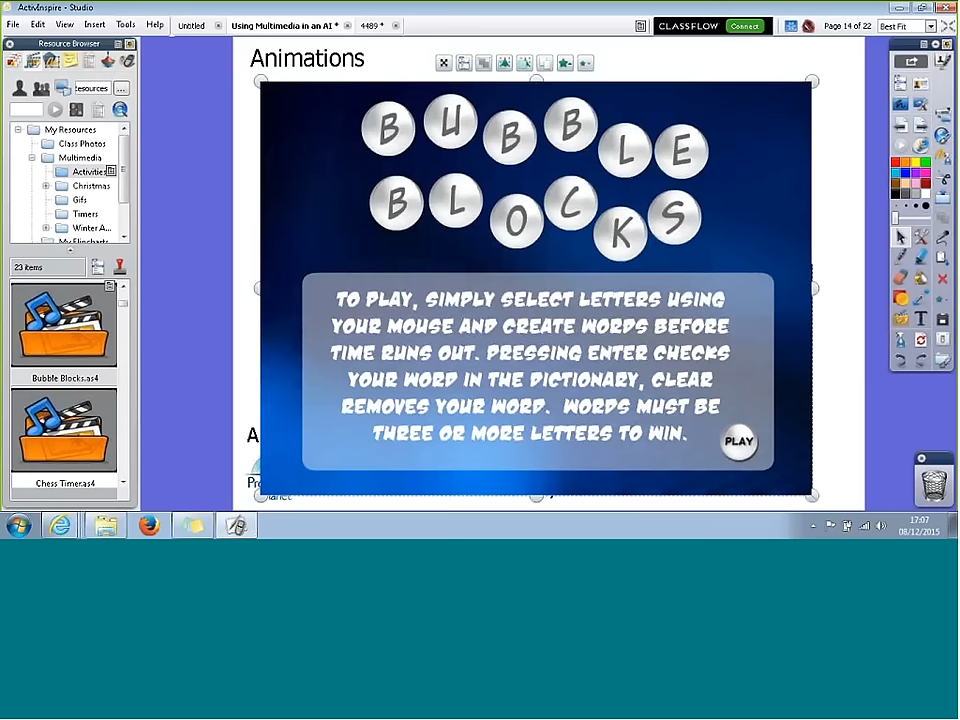 ActivInspire - Studio
File Edit View Insert Tools Help
Untitled Using Multimedia in an AI * 4489 *
CLASSFLOW Connect
Page 14 of 22 Best Fit
Resource Browser
My Resources
Class Photos
Multimedia
Activities
Christmas
Gifs
Timers
Winter A...
My Flipcharts
23 items
Bubble Blocks.as4
Chess Timer.as4
Animations
BUBBLE
BLOCKS
TO PLAY, SIMPLY SELECT LETTERS USING
YOUR MOUSE AND CREATE WORDS BEFORE
TIME RUNS OUT. PRESSING ENTER CHECKS
YOUR WORD IN THE DICTIONARY, CLEAR
REMOVES YOUR WORD. WORDS MUST BE
THREE OR MORE LETTERS TO WIN.
PLAY
17:07
08/12/2015